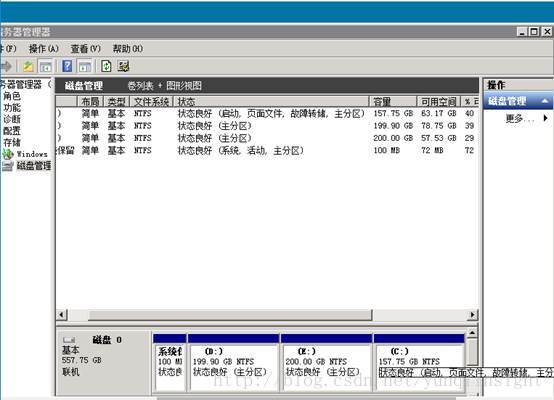 务器管理器
件(F) 操作(A) 查看(V) 帮助(H)
务器管理器 (
角色
功能
诊断
配置
存储
Windows
磁盘管理
磁盘管理 卷列表 + 图形视图
布局 类型 文件系统 状态 容量 可用空间 %
) 简单 基本 NTFS 状态良好 (启动, 页面文件, 故障转储, 主分区) 157.75 GB 63.17 GB 40
) 简单 基本 NTFS 状态良好 (主分区) 199.90 GB 78.75 GB 39
) 简单 基本 NTFS 状态良好 (主分区) 200.00 GB 57.53 GB 29
保留 简单 基本 NTFS 状态良好 (系统, 活动, 主分区) 100 MB 72 MB 72
操作
磁盘管理
更多...
磁盘 0
基本
557.75 GB
联机
系统
100 M
状态良
(D:)
199.90 GB NTFS
状态良好 (主分区)
(E:)
200.00 GB NTFS
状态良好 (主分区)
(C:)
157.75 GB NTFS
状态良好 (启动, 页面文件, 故障转储, 主分